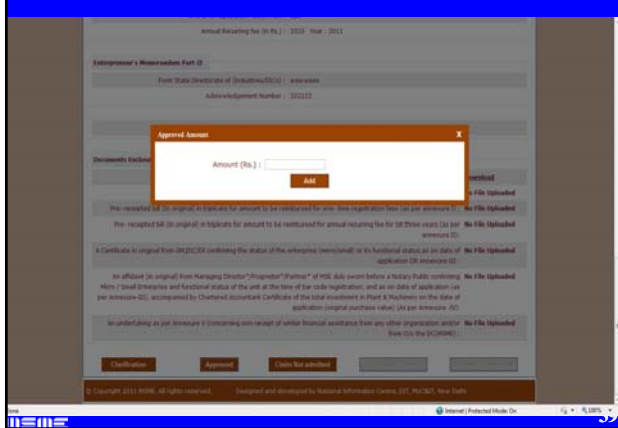 Annual Recurring fee (in Rs.) : 3333 Year : 2011
Entrepreneur's Memorandum Part-II
From State Directorate of (Industries/DICs) :
Acknowledgement Number : 102222
Approved Amount X
Amount (Rs.) :
Add
Documents Enclosed
No File Uploaded
Pre- receipted bill (in original) in triplicate for amount to be reimbursed for one- time registration fees (as per annexure II) : No File Uploaded
Pre- receipted bill (in original) in triplicate for amount to be reimbursed for annual recurring fee for 1st three years (as per No File Uploaded
annexure II)
A Certificate in original from GM,DIC/DI confirming the status of the enterprise (micro/small) or its functional status,as on date of No File Uploaded
application OR annexure III)
An affidavit (in original) from Managing Director*/Proprietor*/Partner* of MSE duly sworn before a Notary Public confirming No File Uploaded
Micro / Small Enterprise and functional status of the unit at the time of bar code registration, and as on date of application (as
per Annexure-III), accompanied by Chartered Accountant Certificate of the total investment in Plant & Machinery on the date of
application (original purchase value) (As per Annexure -IV)
An undertaking as per Annexure V (concerning non-receipt of similar financial assistance from any other organization and/or No File Uploaded
from O/o the DC(MSME) :
Clarification Approved Claim Not admitted
© Copyright 2011 MSME. All rights reserved. Designed and developed by National Informatics Centre, DIT, MoC&IT, New Delhi
Internet | Protected Mode: On 100%
msme 39